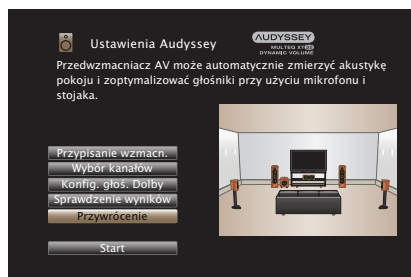 Ustawienia Audyssey
AUDYSSEY
MULTEQ XT32
DYNAMIC VOLUME
Przedwzmacniacz AV może automatycznie zmierzyć akustykę
pokoju i zoptymalizować głośniki przy użyciu mikrofonu i
stojaka.
Przypisanie wzmacn.
Wybór kanałów
Konfig. głoś. Dolby
Sprawdzenie wyników
Przywrócenie
Start